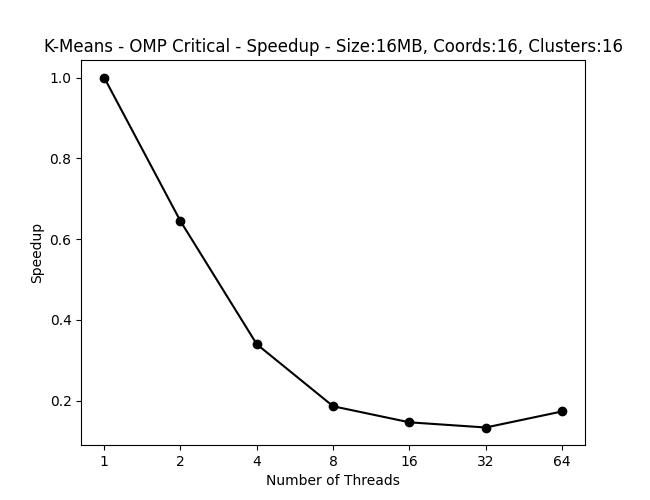 K-Means - OMP Critical - Speedup - Size:16MB, Coords:16, Clusters:16
1.0
0.8
0.6
0.4
0.2
Speedup
1 2 4 8 16 32 64
Number of Threads